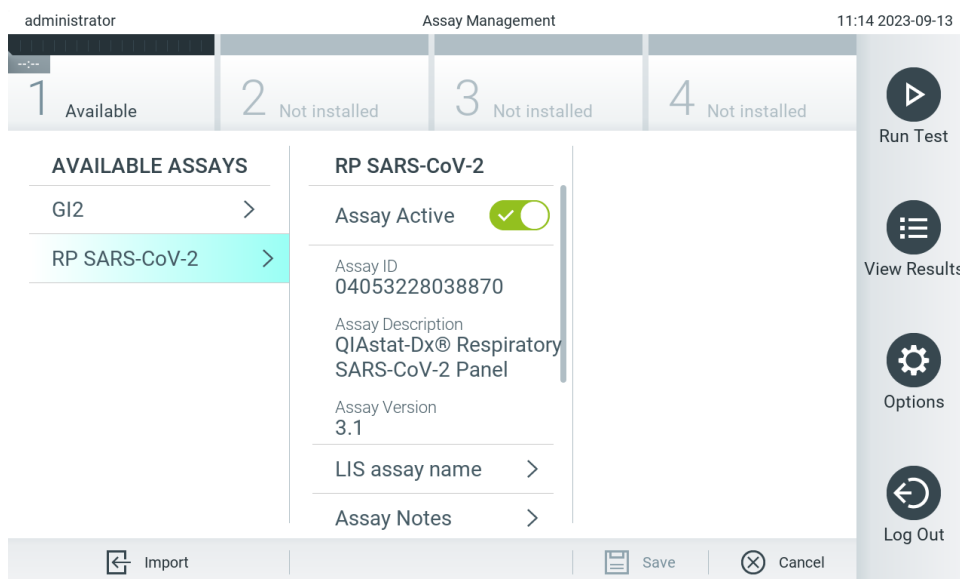 administrator
Assay Management
11:14 2023-09-13
--:--
1 Available
2 Not installed
3 Not installed
4 Not installed
Run Test
View Results
Options
Log Out
AVAILABLE ASSAYS
GI2
RP SARS-CoV-2
RP SARS-CoV-2
Assay Active
Assay ID
04053228038870
Assay Description
QIAstat-Dx® Respiratory
SARS-CoV-2 Panel
Assay Version
3.1
LIS assay name
Assay Notes
Import
Save
Cancel